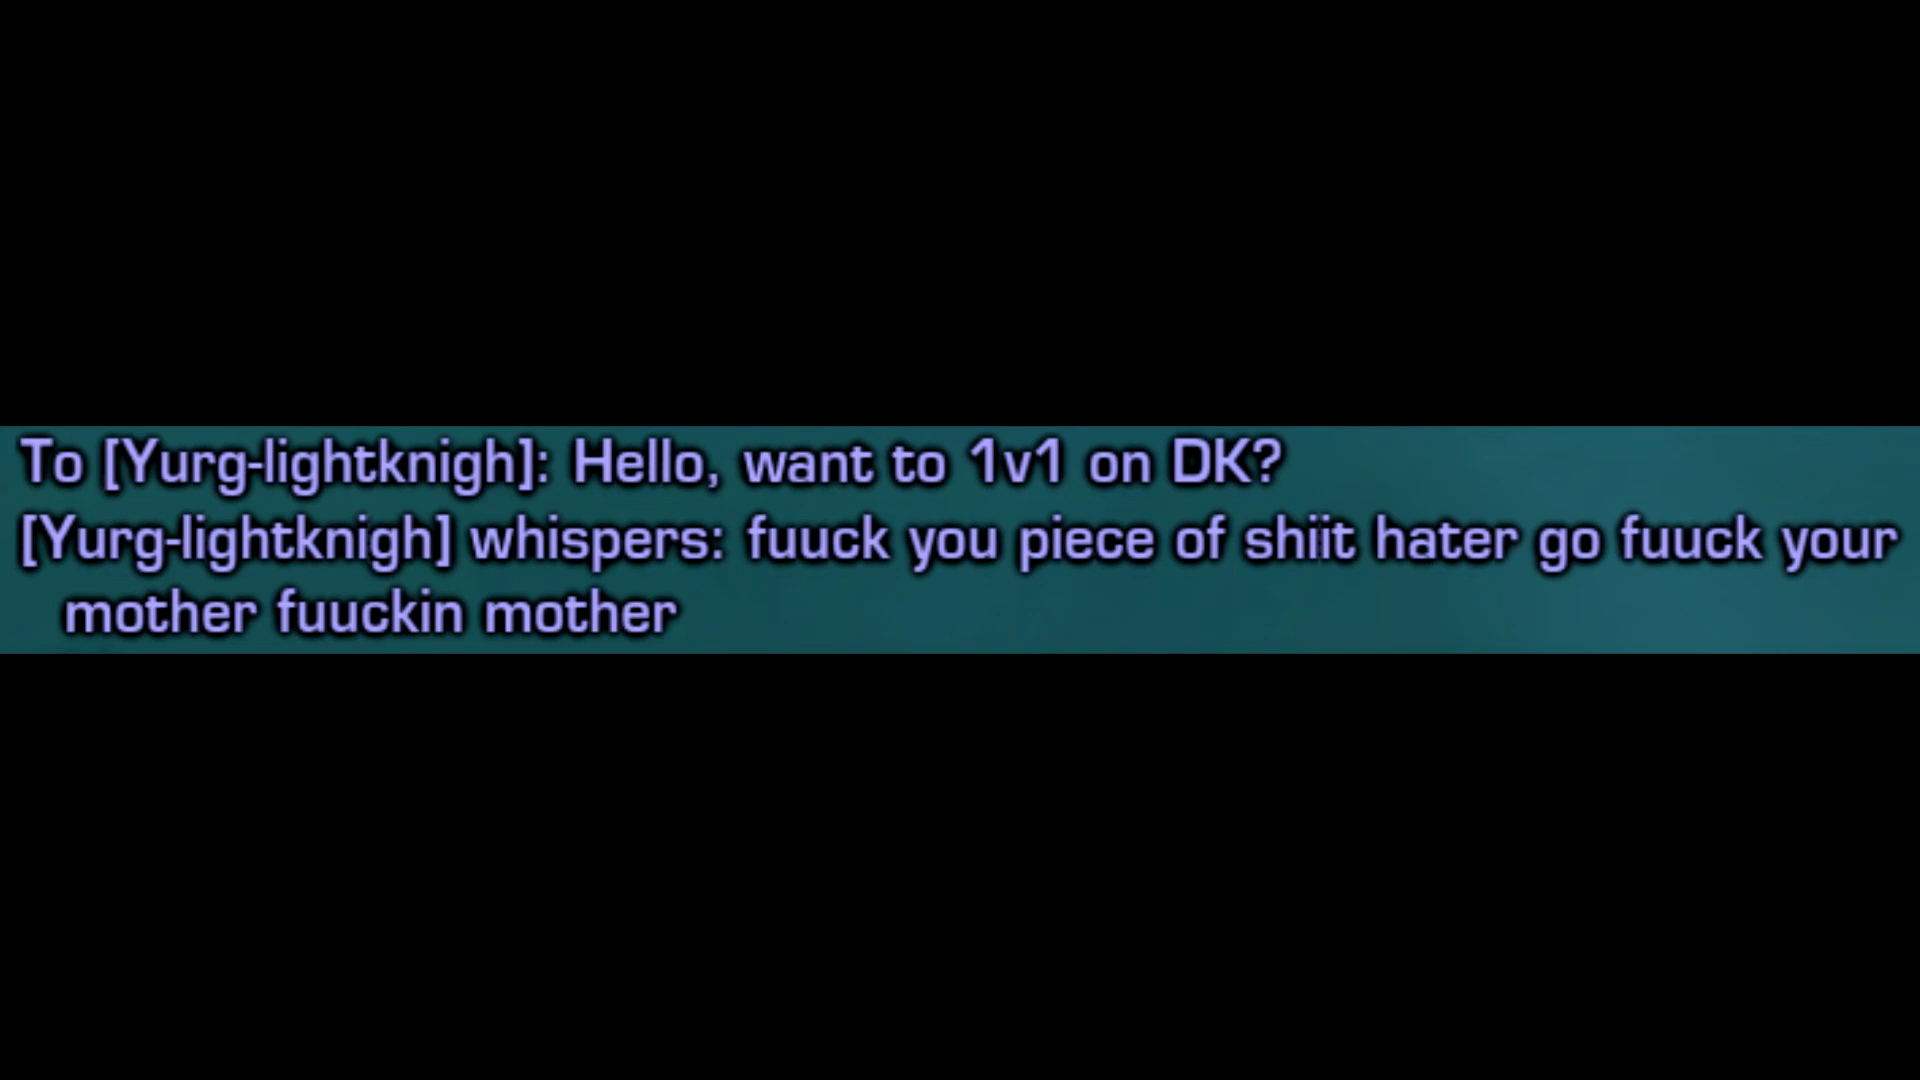 To [Yurg-lightknigh]: Hello, want to 1v1 on DK?
[Yurg-lightknigh] whispers: fuuck you piece of shiit hater go fuuck your
mother fuuckin mother